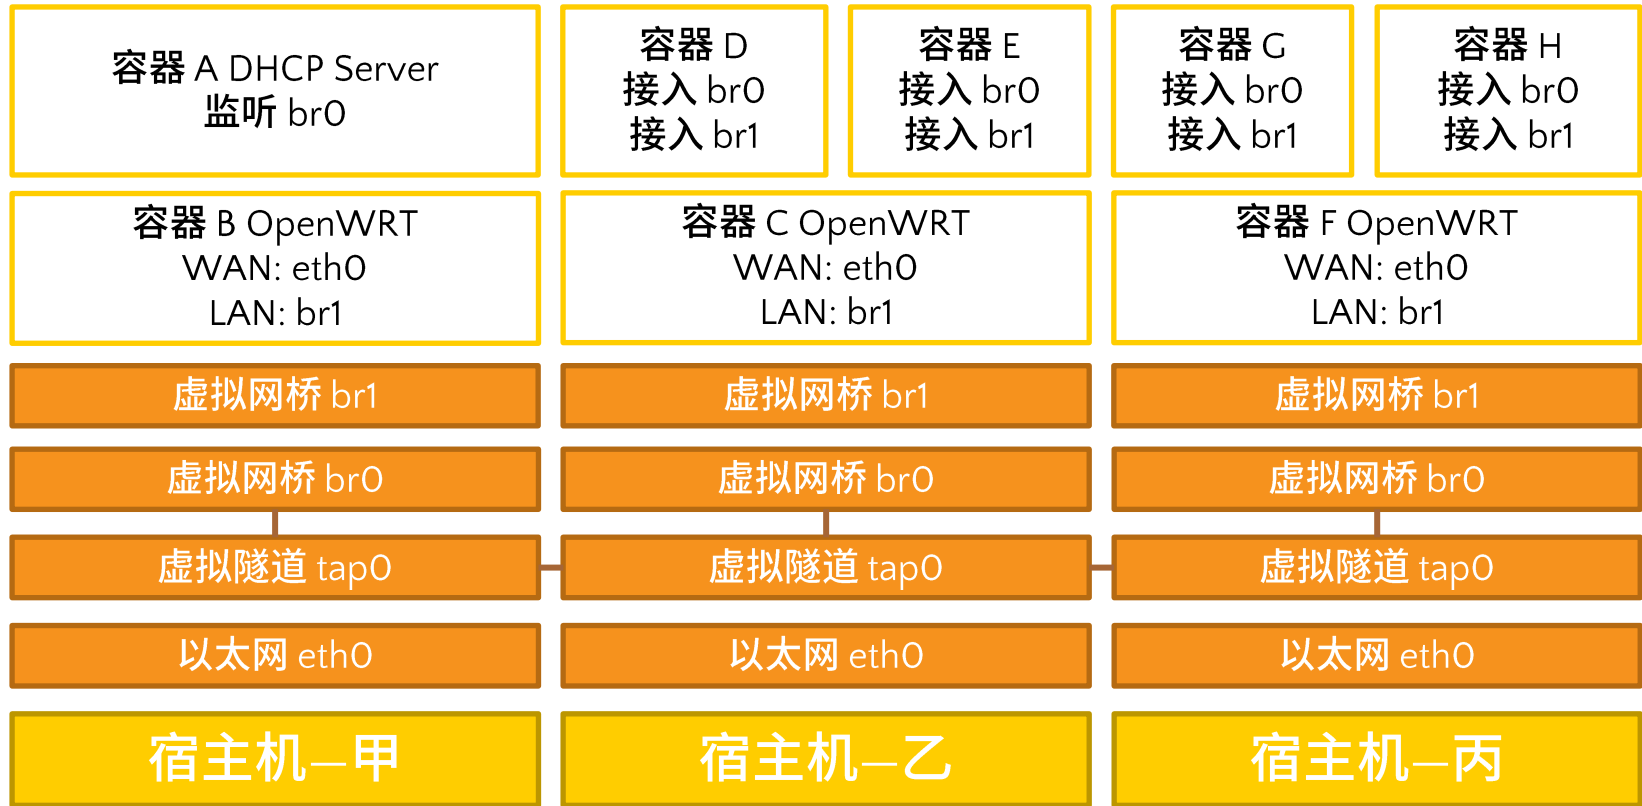 容器 A DHCP Server
监听 br0
容器 D
接入 br0
接入 br1
容器 E
接入 br0
接入 br1
容器 G
接入 br0
接入 br1
容器 H
接入 br0
接入 br1
容器 B OpenWRT
WAN: eth0
LAN: br1
容器 C OpenWRT
WAN: eth0
LAN: br1
容器 F OpenWRT
WAN: eth0
LAN: br1
虚拟网桥 br1
虚拟网桥 br1
虚拟网桥 br1
虚拟网桥 br0
虚拟网桥 br0
虚拟网桥 br0
虚拟隧道 tap0
虚拟隧道 tap0
虚拟隧道 tap0
以太网 eth0
以太网 eth0
以太网 eth0
宿主机—甲
宿主机—乙
宿主机—丙